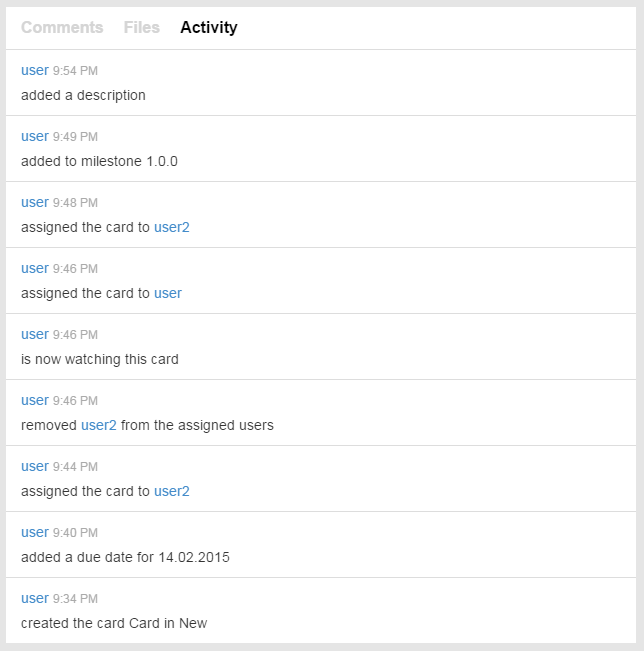 Comments Files Activity
user 9:54 PM
added a description
user 9:49 PM
added to milestone 1.0.0
user 9:48 PM
assigned the card to user2
user 9:46 PM
assigned the card to user
user 9:46 PM
is now watching this card
user 9:46 PM
removed user2 from the assigned users
user 9:44 PM
assigned the card to user2
user 9:40 PM
added a due date for 14.02.2015
user 9:34 PM
created the card Card in New